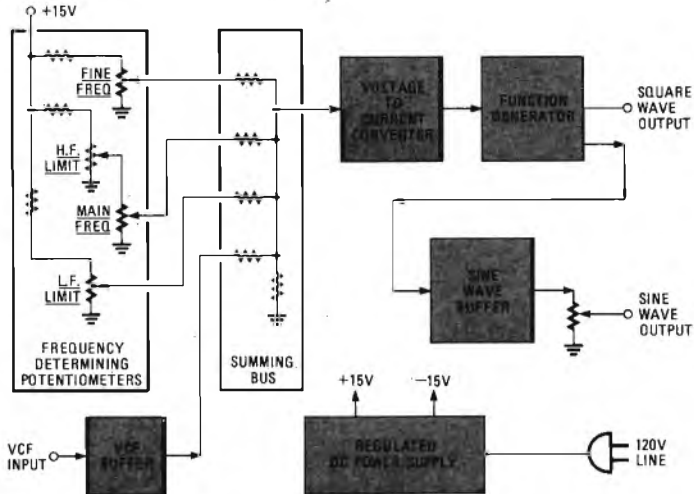 +15V
FINE
FREQ
H.F.
LIMIT
MAIN
FREQ
L.F.
LIMIT
FREQUENCY
DETERMINING
POTENTIOMETERS
SUMMING
BUS
VOLTAGE
TO
CURRENT
CONVERTER
FUNCTION
GENERATOR
SQUARE
WAVE
OUTPUT
SINE
WAVE
BUFFER
SINE
WAVE
OUTPUT
VCF
INPUT
VCF
BUFFER
+15V
−15V
REGULATED
DC POWER SUPPLY
120V
LINE